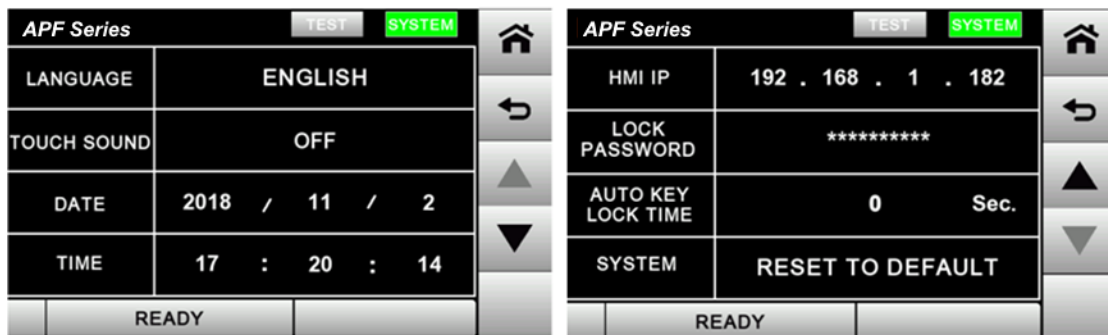 APF Series TEST SYSTEM
LANGUAGE ENGLISH
TOUCH SOUND OFF
DATE 2018 / 11 / 2
TIME 17 : 20 : 14
READY
APF Series TEST SYSTEM
HMI IP 192 . 168 . 1 . 182
LOCK
PASSWORD **********
AUTO KEY
LOCK TIME 0 Sec.
SYSTEM RESET TO DEFAULT
READY